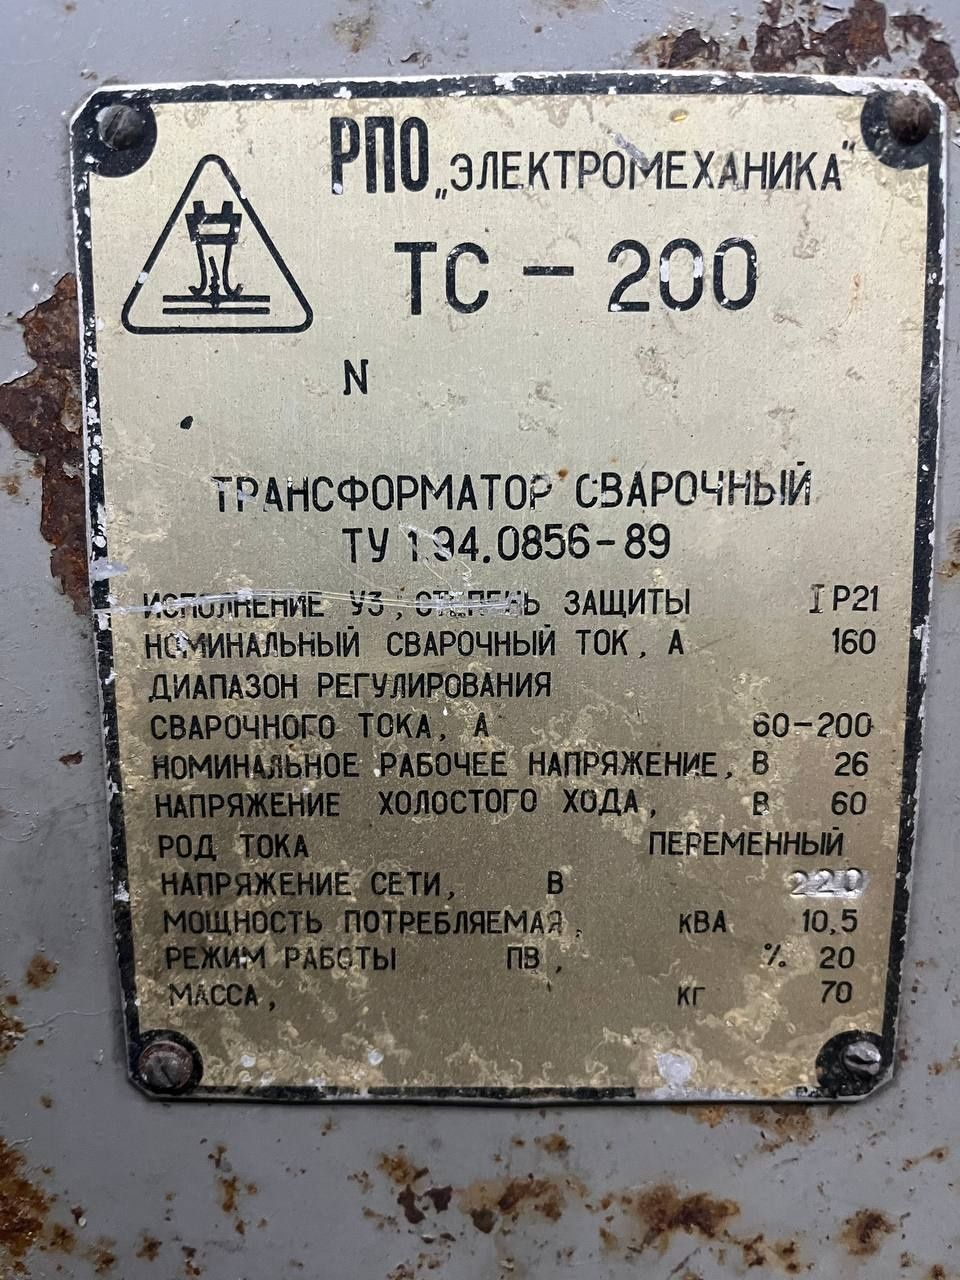 РПО „ЭЛЕКТРОМЕХАНИКА“
ТС - 200
N
ТРАНСФОРМАТОР СВАРОЧНЫЙ
ТУ 1.94.0856-89
ИСПОЛНЕНИЕ У3, СТЕПЕНЬ ЗАЩИТЫ IP21
НОМИНАЛЬНЫЙ СВАРОЧНЫЙ ТОК, А 160
ДИАПАЗОН РЕГУЛИРОВАНИЯ
СВАРОЧНОГО ТОКА, А 60-200
НОМИНАЛЬНОЕ РАБОЧЕЕ НАПРЯЖЕНИЕ, В 26
НАПРЯЖЕНИЕ ХОЛОСТОГО ХОДА, В 60
РОД ТОКА ПЕРЕМЕННЫЙ
НАПРЯЖЕНИЕ СЕТИ, В 220
МОЩНОСТЬ ПОТРЕБЛЯЕМАЯ, кВА 10,5
РЕЖИМ РАБОТЫ ПВ, % 20
МАССА, кг 70